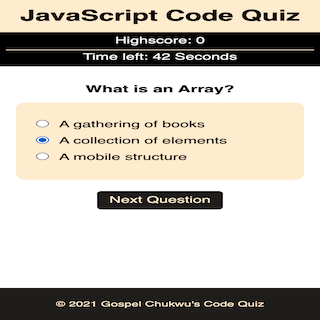 JavaScript Code Quiz
Highscore: 0
Time left: 42 Seconds
What is an Array?
A gathering of books
A collection of elements
A mobile structure
Next Question
© 2021 Gospel Chukwu's Code Quiz